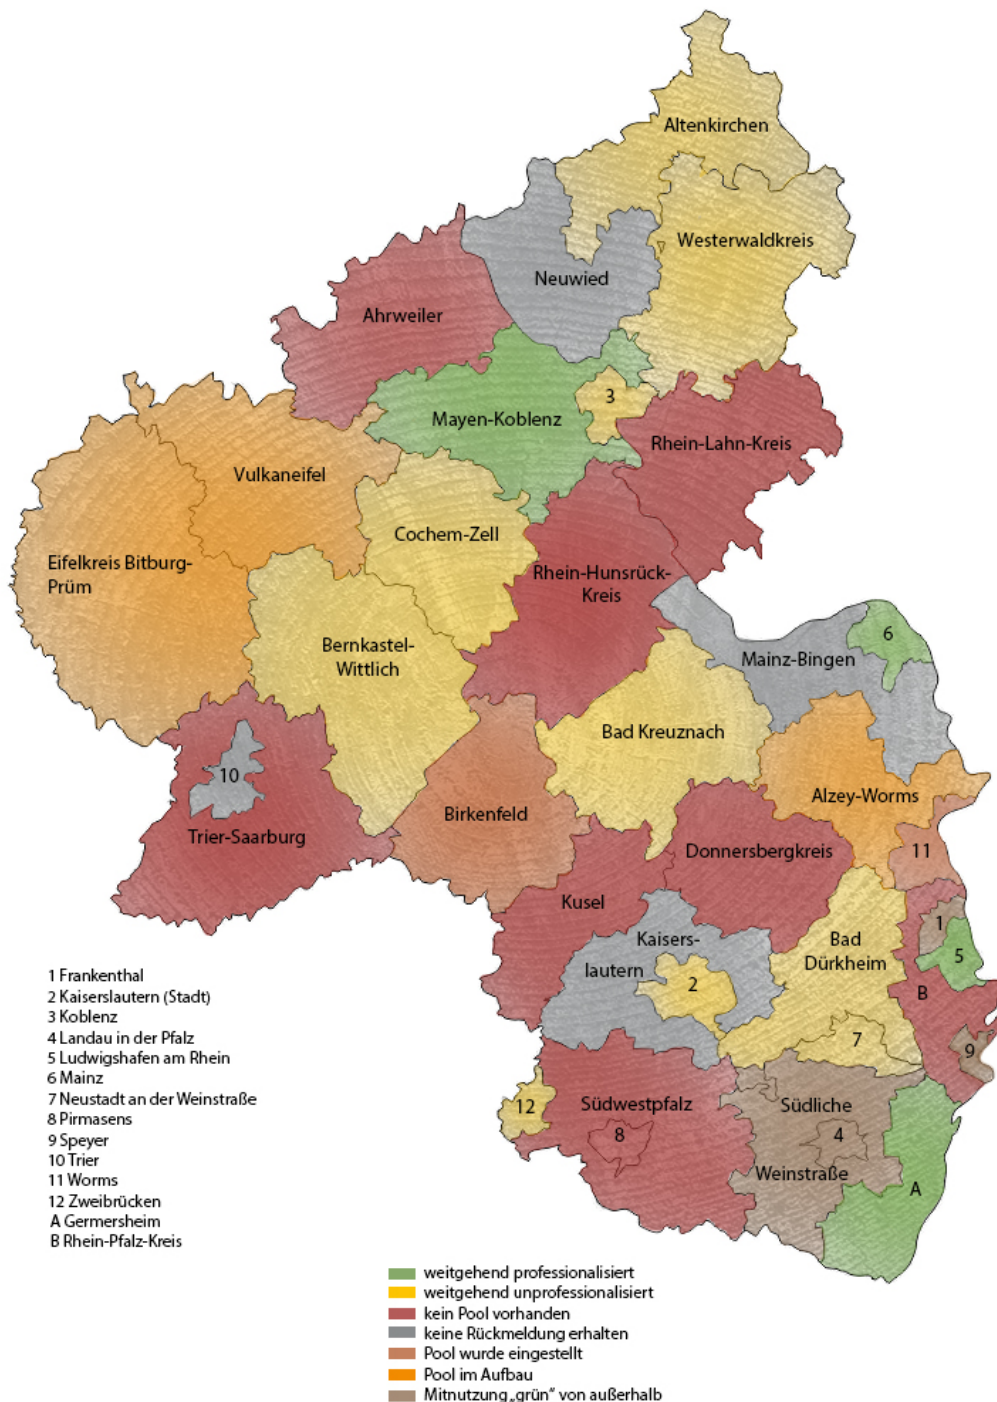 Altenkirchen
Westerwaldkreis
Neuwied
Ahrweiler
3
Mayen-Koblenz
Rhein-Lahn-Kreis
Vulkaneifel
Cochem-Zell
Eifelkreis Bitburg-
Prüm
Rhein-Hunsrück-
Kreis
6
Bernkastel-
Wittlich
Mainz-Bingen
Bad Kreuznach
10
Alzey-Worms
Birkenfeld
Trier-Saarburg
Donnersbergkreis
11
Kusel
1
Kaisers-
lautern
Bad
Dürkheim
5
2
B
7
9
12
Südwestpfalz
8
Südliche
4
Weinstraße
A
1 Frankenthal
2 Kaiserslautern (Stadt)
3 Koblenz
4 Landau in der Pfalz
5 Ludwigshafen am Rhein
6 Mainz
7 Neustadt an der Weinstraße
8 Pirmasens
9 Speyer
10 Trier
11 Worms
12 Zweibrücken
A Germersheim
B Rhein-Pfalz-Kreis
weitgehend professionalisiert
weitgehend unprofessionalisiert
kein Pool vorhanden
keine Rückmeldung erhalten
Pool wurde eingestellt
Pool im Aufbau
Mitnutzung „grün“ von außerhalb